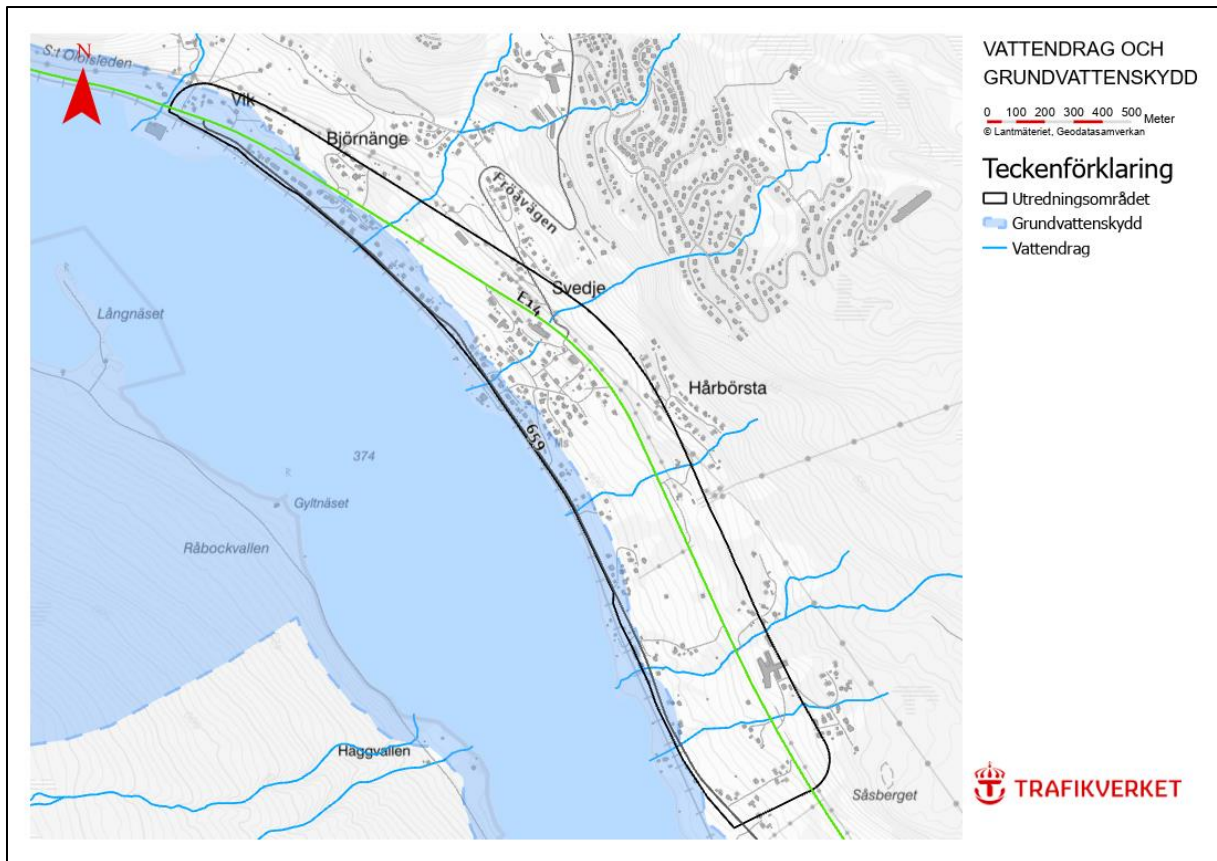 VATTENDRAG OCH
GRUNDVATTENSKYDD
0 100 200 300 400 500 Meter
© Lantmäteriet, Geodatasamverkan
Teckenförklaring
Utredningsområdet
Grundvattenskydd
Vattendrag
N
S:t Olofsleden
Vik
Björnänge
Fröåvägen
Svedje
E14
Långnäset
Hårbörsta
659
374
Gyltnäset
Råbockvallen
Häggvallen
Såsberget
TRAFIKVERKET